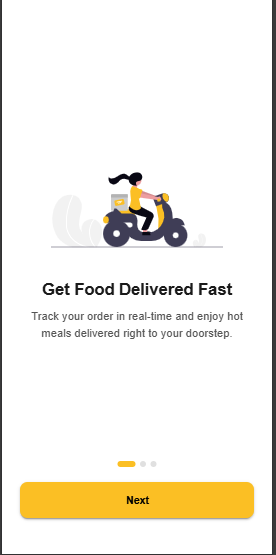 Get Food Delivered Fast
Track your order in real-time and enjoy hot
meals delivered right to your doorstep.
Next